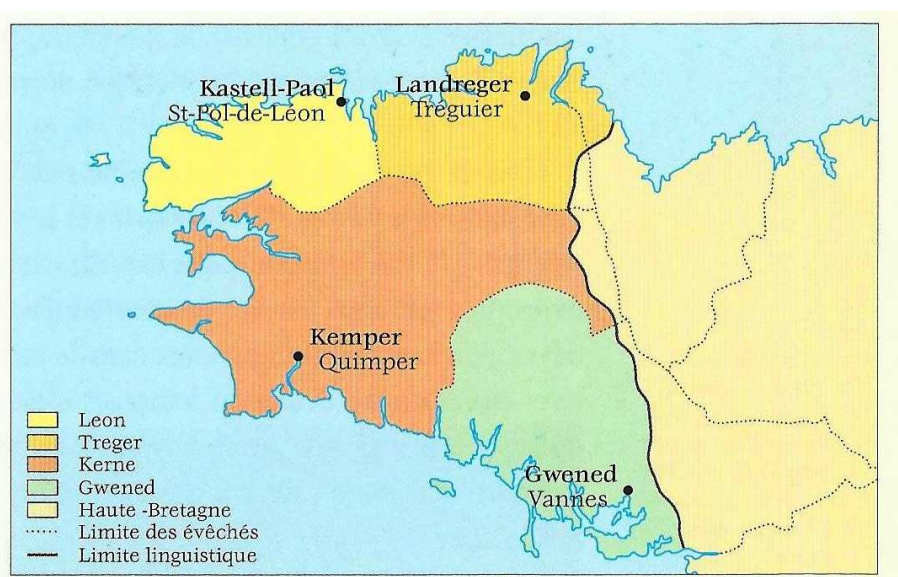 Kastell-Paol
St-Pol-de-Léon
Landreger
Tréguier
Kemper
Quimper
Gwened
Vannes
Leon
Treger
Kerne
Gwened
Haute -Bretagne
Limite des évêchés
Limite linguistique